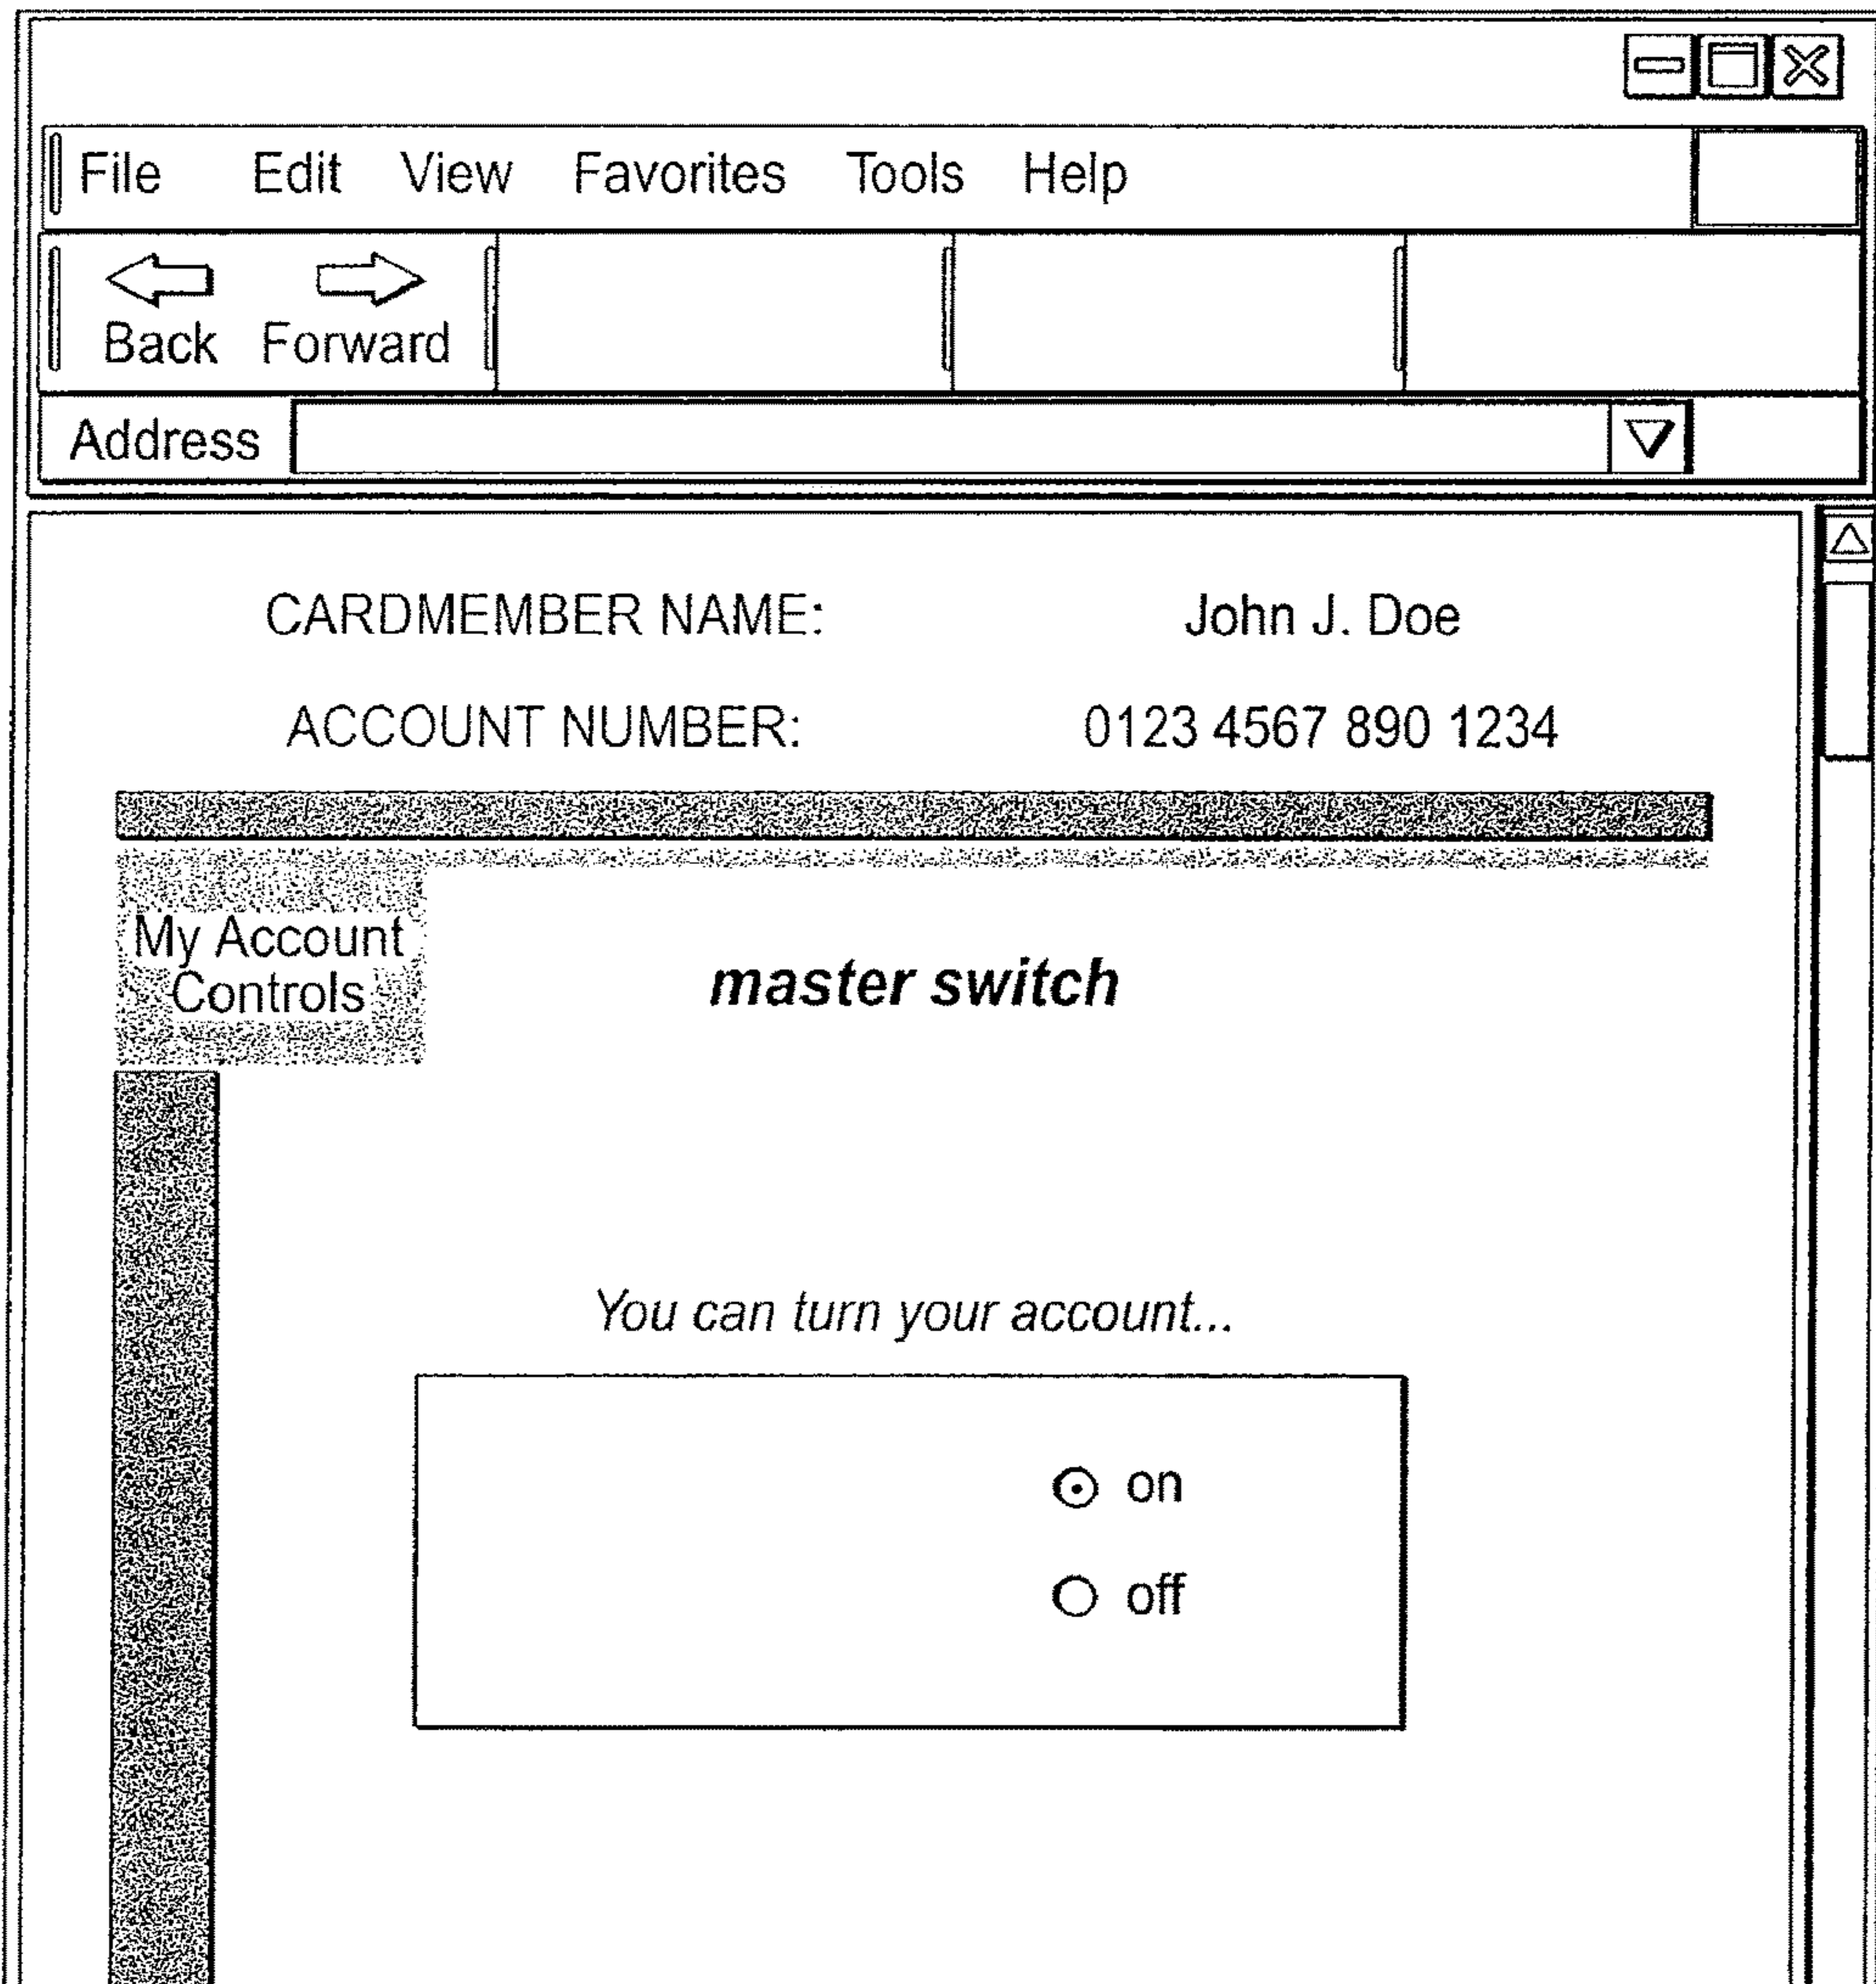 File Edit View Favorites Tools Help
Back Forward
Address
CARDMEMBER NAME: John J. Doe
ACCOUNT NUMBER: 0123 4567 890 1234
My Account
Controls
master switch
You can turn your account...
on
off